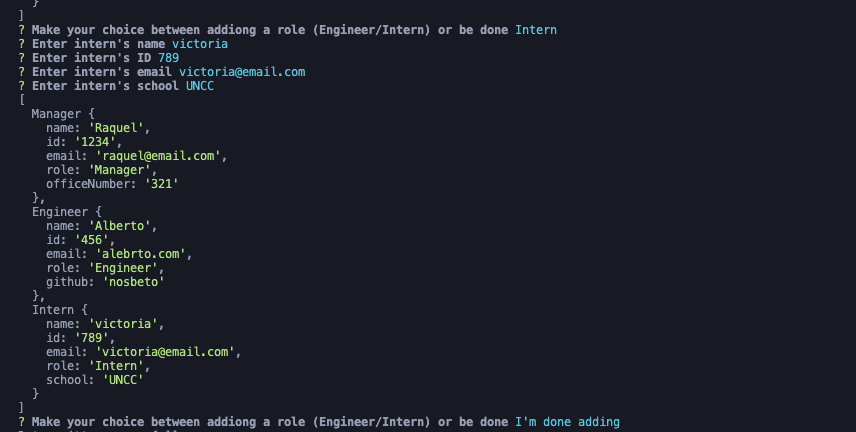 }
]
? Make your choice between addiong a role (Engineer/Intern) or be done Intern
? Enter intern's name victoria
? Enter intern's ID 789
? Enter intern's email victoria@email.com
? Enter intern's school UNCC
[
Manager {
name: 'Raquel',
id: '1234',
email: 'raquel@email.com',
role: 'Manager',
officeNumber: '321'
},
Engineer {
name: 'Alberto',
id: '456',
email: 'alebrto.com',
role: 'Engineer',
github: 'nosbeto'
},
Intern {
name: 'victoria',
id: '789',
email: 'victoria@email.com',
role: 'Intern',
school: 'UNCC'
}
]
? Make your choice between addiong a role (Engineer/Intern) or be done I'm done adding